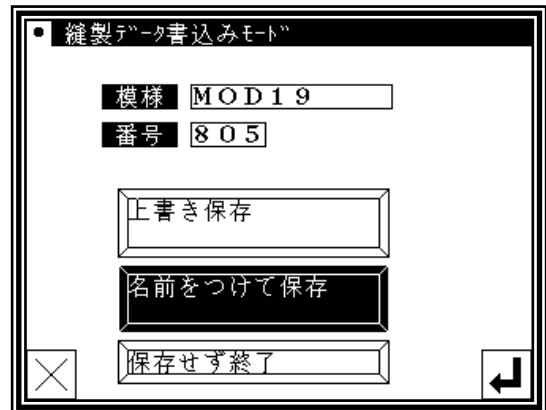 縫製ﾃﾞｰﾀ書込みﾓｰﾄﾞ
模様 ＭＯＤ１９
番号 ８０５
上書き保存
名前をつけて保存
保存せず終了